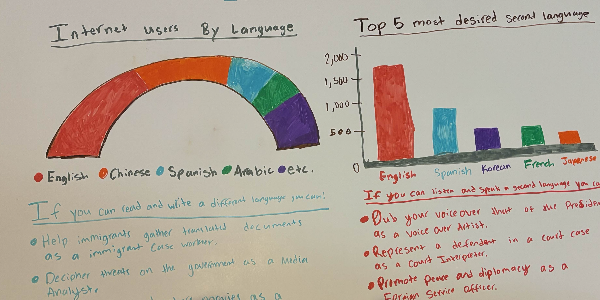 Internet users By Language
English Chinese Spanish Arabic etc.
If you can read and write a different language you can!
Help immigrants gather translated documents
as a immigrant case worker.
Decipher threats on the government as a Media
Analyst.
as a
Top 5 most desired second language
2,000
1,500
1,000
500
0
English Spanish Korean French Japanese
If you can listen and speak a second language you ca
Dub your voice over that of the President
as a voice over Artist.
Represent a defendent in a court case
as a Court Interpreter.
Promote peace and diplomacy as a
Foreign Service officer.